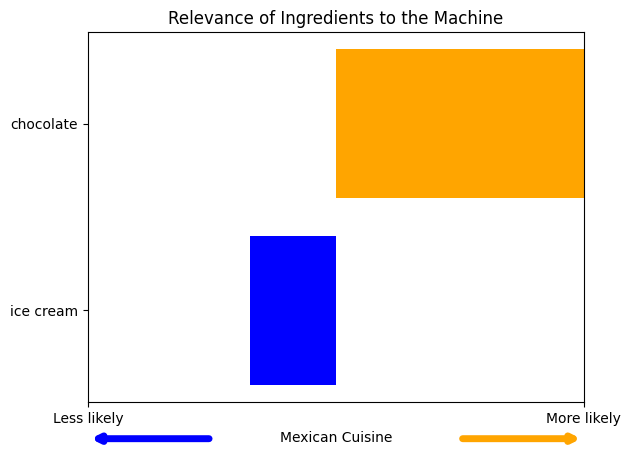 Relevance of Ingredients to the Machine
chocolate
ice cream
Less likely
More likely
Mexican Cuisine